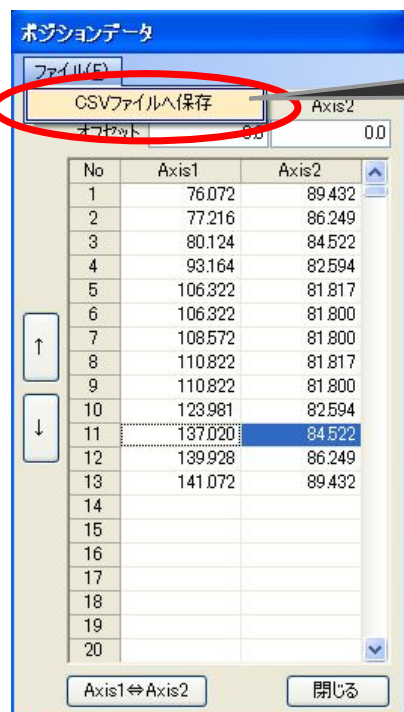 ポジションデータ
ファイル(F)
CSVファイルへ保存
Axis2
オフセット 0.0 0.0
No Axis1 Axis2
1 76.072 89.432
2 77.216 86.249
3 80.124 84.522
4 93.164 82.594
5 106.322 81.817
6 106.322 81.800
7 108.572 81.800
8 110.822 81.817
9 110.822 81.800
10 123.981 82.594
11 137.020 84.522
12 139.928 86.249
13 141.072 89.432
14
15
16
17
18
19
20
↑
↓
Axis1⇔Axis2 閉じる